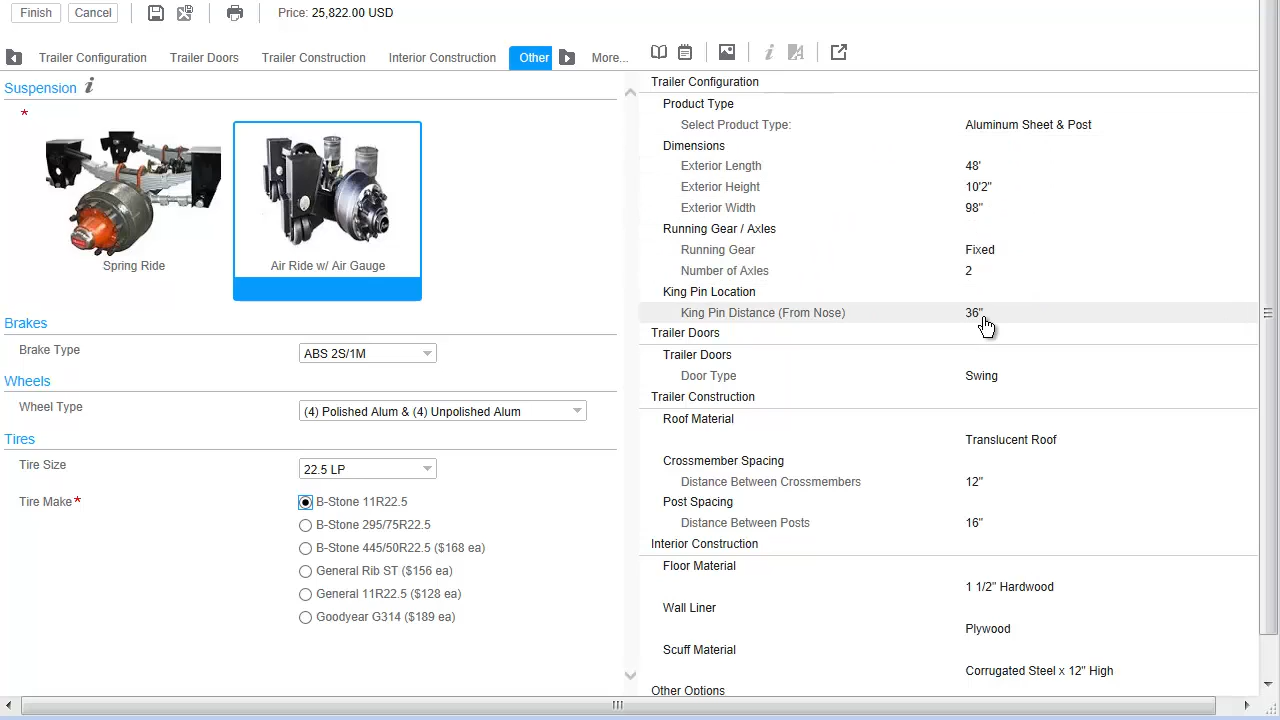 Finish Cancel Price: 25,822.00 USD
Trailer Configuration Trailer Doors Trailer Construction Interior Construction Other More...
Suspension
*
Spring Ride Air Ride w/ Air Gauge
Brakes
Brake Type ABS 2S/1M
Wheels
Wheel Type (4) Polished Alum & (4) Unpolished Alum
Tires
Tire Size 22.5 LP
Tire Make* B-Stone 11R22.5
B-Stone 295/75R22.5
B-Stone 445/50R22.5 ($168 ea)
General Rib ST ($156 ea)
General 11R22.5 ($128 ea)
Goodyear G314 ($189 ea)
Trailer Configuration
Product Type
Select Product Type: Aluminum Sheet & Post
Dimensions
Exterior Length 48'
Exterior Height 10'2"
Exterior Width 98"
Running Gear / Axles
Running Gear Fixed
Number of Axles 2
King Pin Location
King Pin Distance (From Nose) 36"
Trailer Doors
Trailer Doors
Door Type Swing
Trailer Construction
Roof Material
Translucent Roof
Crossmember Spacing
Distance Between Crossmembers 12"
Post Spacing
Distance Between Posts 16"
Interior Construction
Floor Material
1 1/2" Hardwood
Wall Liner
Plywood
Scuff Material
Corrugated Steel x 12" High
Other Options